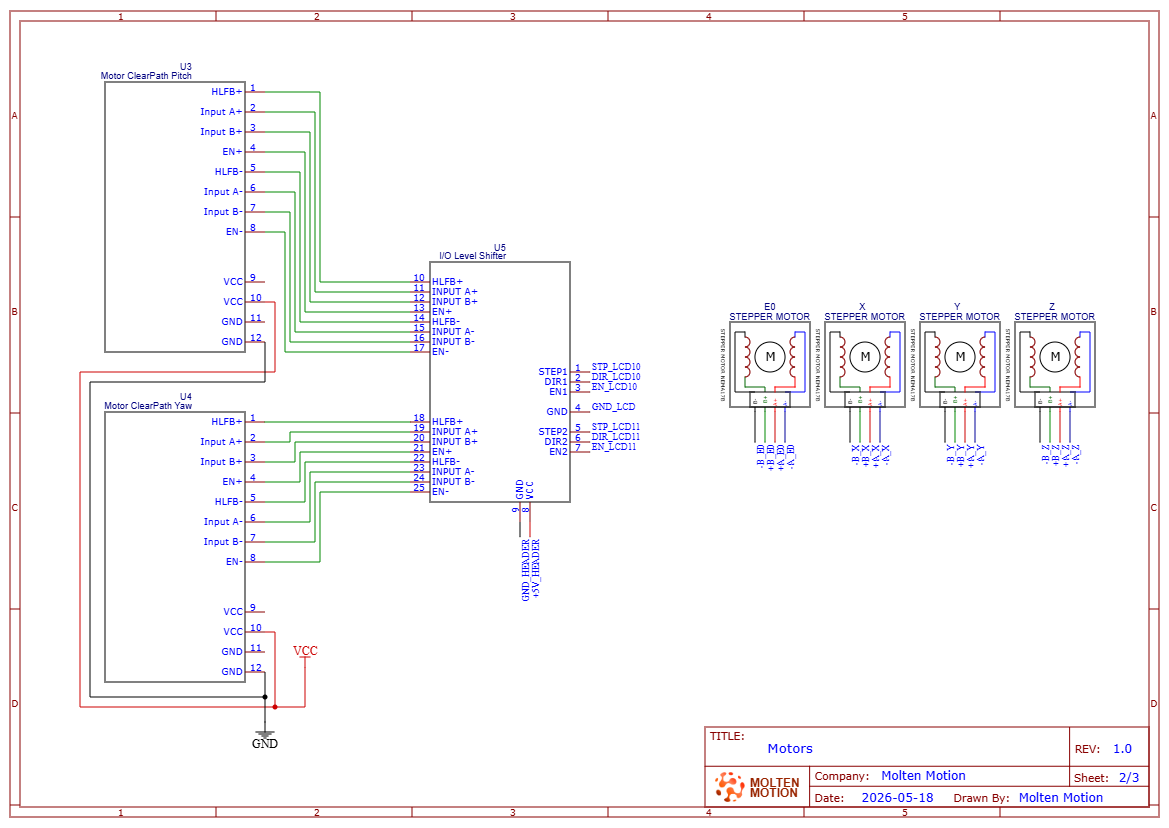 1 2 3 4 5
A A
B B
C C
D D
U3
Motor ClearPath Pitch
HLFB+ 1
Input A+ 2
Input B+ 3
EN+ 4
HLFB- 5
Input A- 6
Input B- 7
EN- 8
VCC 9
VCC 10
GND 11
GND 12
U4
Motor ClearPath Yaw
HLFB+ 1
Input A+ 2
Input B+ 3
EN+ 4
HLFB- 5
Input A- 6
Input B- 7
EN- 8
VCC 9
VCC 10
GND 11
GND 12
VCC
GND
U5
I/O Level Shifter
10 HLFB+
11 INPUT A+
12 INPUT B+
13 EN+
14 HLFB-
15 INPUT A-
16 INPUT B-
17 EN-
STEP1 1 STP_LCD10
DIR1 2 DIR_LCD10
EN1 3 EN_LCD10
GND 4 GND_LCD
18 HLFB+
19 INPUT A+
20 INPUT B+
21 EN+
22 HLFB-
23 INPUT A-
24 INPUT B-
25 EN-
STEP2 5 STP_LCD11
DIR2 6 DIR_LCD11
EN2 7 EN_LCD11
GND 9 GND_HEADER
VCC 8 +5V_HEADER
E0
STEPPER MOTOR
M
B- B+ A+ A-
-B_E0
+B_E0
+A_E0
-A_E0
X
STEPPER MOTOR
M
B- B+ A+ A-
-B_X
+B_X
+A_X
-A_X
Y
STEPPER MOTOR
M
B- B+ A+ A-
-B_Y
+B_Y
+A_Y
-A_Y
Z
STEPPER MOTOR
M
B- B+ A+ A-
-B_Z
+B_Z
+A_Z
-A_Z
TITLE:
Motors
REV: 1.0
MOLTEN
MOTION
Company: Molten Motion
Sheet: 2/3
Date: 2026-05-18 Drawn By: Molten Motion
1 2 3 4 5